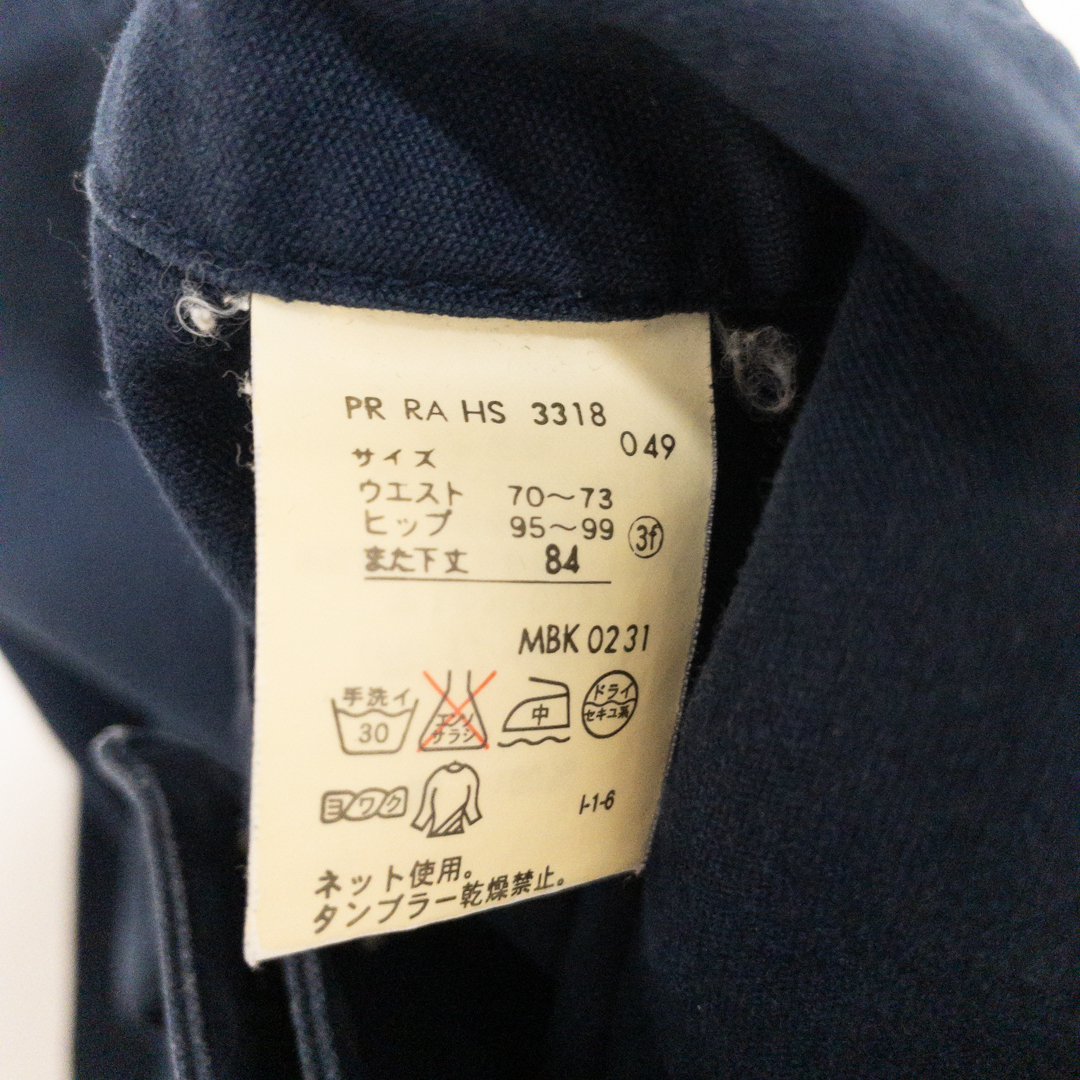 PR RA HS 3318
049
サイズ
ウエスト 70～73
ヒップ 95～99 3f
また下丈 84
MBK 0231
手洗イ
30
エンソ
サラシ
中
ドライ
セキユ系
ヨワク
I-1-6
ネット使用。
タンブラー乾燥禁止。